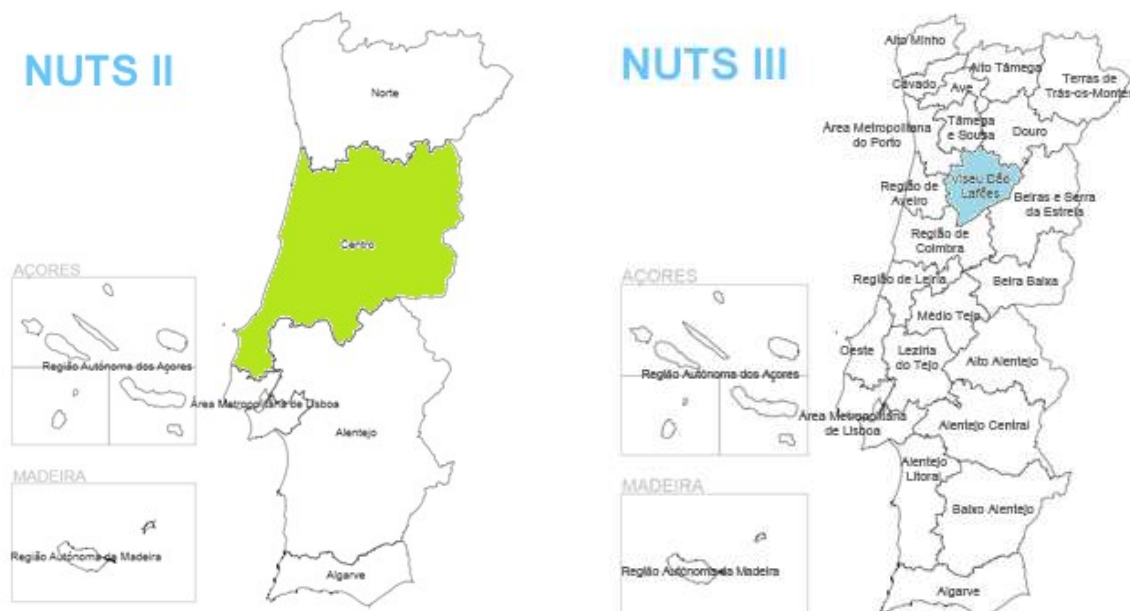 NUTS II
Norte
Centro
AÇORES
Região Autónoma dos Açores
Área Metropolitana de Lisboa
Alentejo
MADEIRA
Região Autónoma da Madeira
Algarve
NUTS III
Alto Minho
Alto Tâmega
Terras de
Trás-os-Montes
Cávado
Ave
Área Metropolitana
do Porto
Tâmega
e Sousa
Douro
Viseu Dão
Lafões
Região de
Aveiro
Beiras e Serra
da Estrela
Região de
Coimbra
AÇORES
Região de Leiria
Beira Baixa
Médio Tejo
Oeste
Lezíria
do Tejo
Alto Alentejo
Região Autónoma dos Açores
Área Metropolitana
de Lisboa
Alentejo Central
Alentejo
Litoral
MADEIRA
Baixo Alentejo
Região Autónoma da Madeira
Algarve